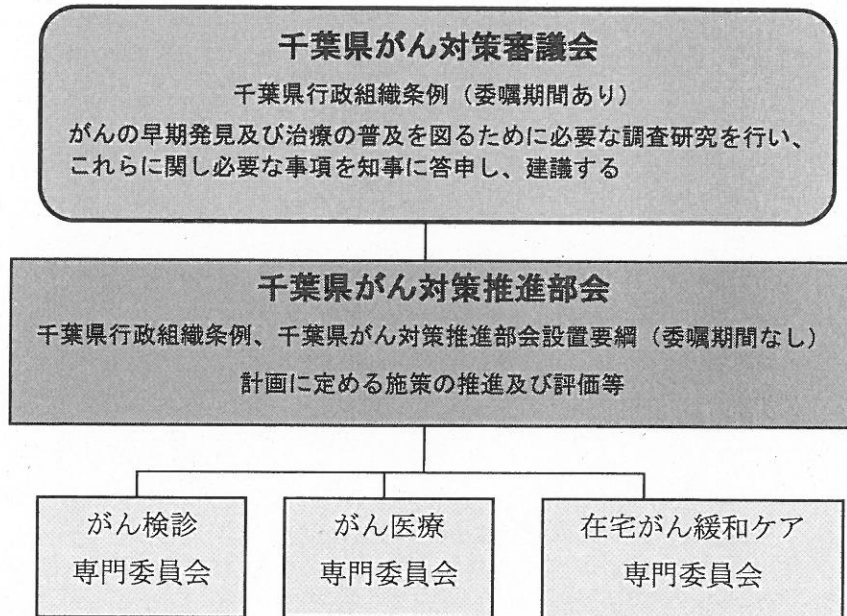 千葉県がん対策審議会
千葉県行政組織条例（委嘱期間あり）
がんの早期発見及び治療の普及を図るために必要な調査研究を行い、
これらに関し必要な事項を知事に答申し、建議する
千葉県がん対策推進部会
千葉県行政組織条例、千葉県がん対策推進部会設置要綱（委嘱期間なし）
計画に定める施策の推進及び評価等
がん検診
専門委員会
がん医療
専門委員会
在宅がん緩和ケア
専門委員会